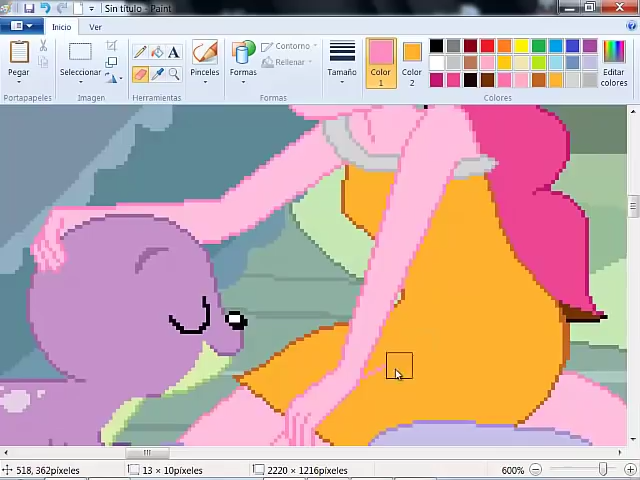 Sin título - Paint
Inicio Ver
Pegar
Seleccionar
Pinceles
Formas
Contorno
Rellenar
Tamaño
Color 1
Color 2
Editar colores
Portapapeles Imagen Herramientas Formas Colores
518, 362píxeles 13 × 10píxeles 2220 × 1216píxeles 600%